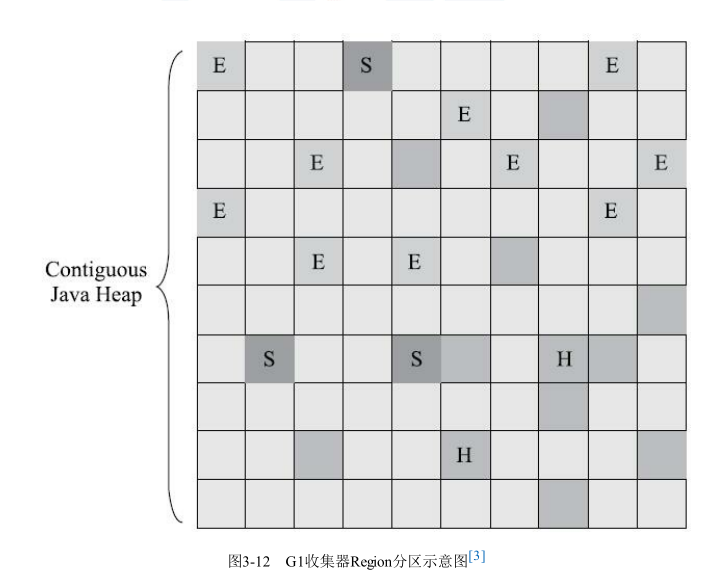 E S E
E
E E E
E E
Contiguous
Java Heap
E E
S S H
H
图3-12 G1收集器Region分区示意图[3]